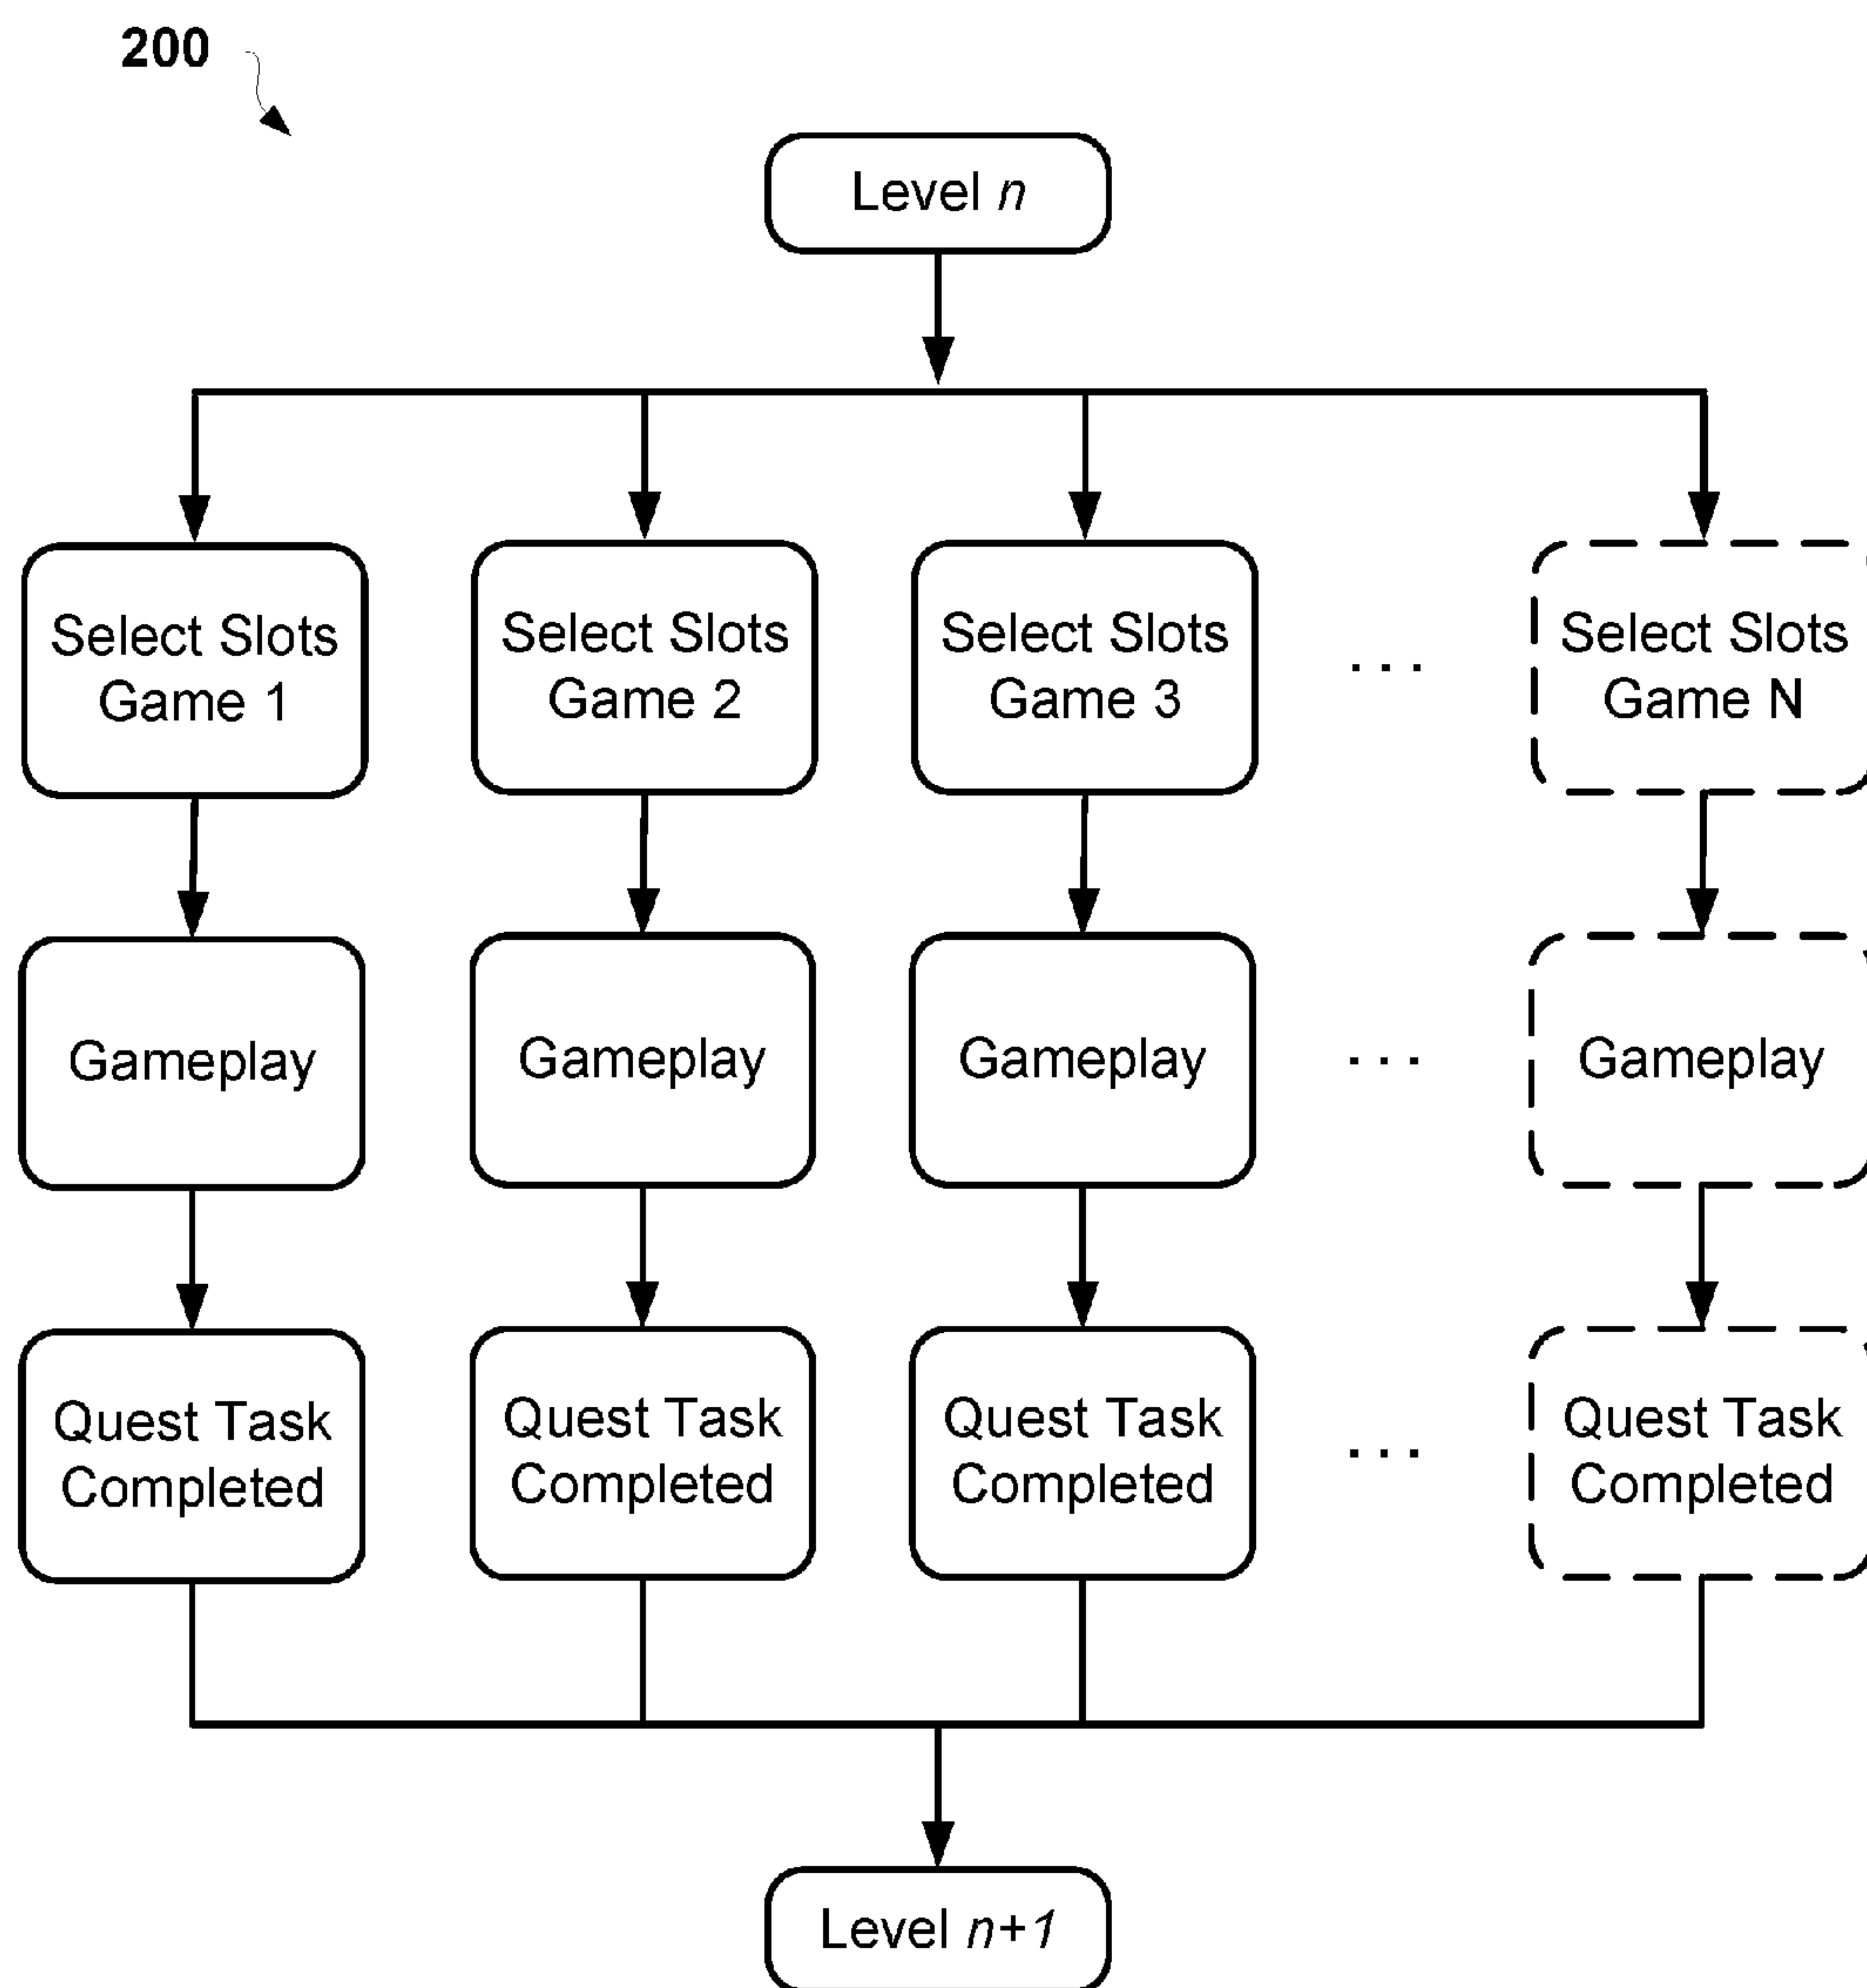 200
Level n
Select Slots
Game 1
Select Slots
Game 2
Select Slots
Game 3
. . .
Select Slots
Game N
Gameplay
Gameplay
Gameplay
. . .
Gameplay
Quest Task
Completed
Quest Task
Completed
Quest Task
Completed
. . .
Quest Task
Completed
Level n+1